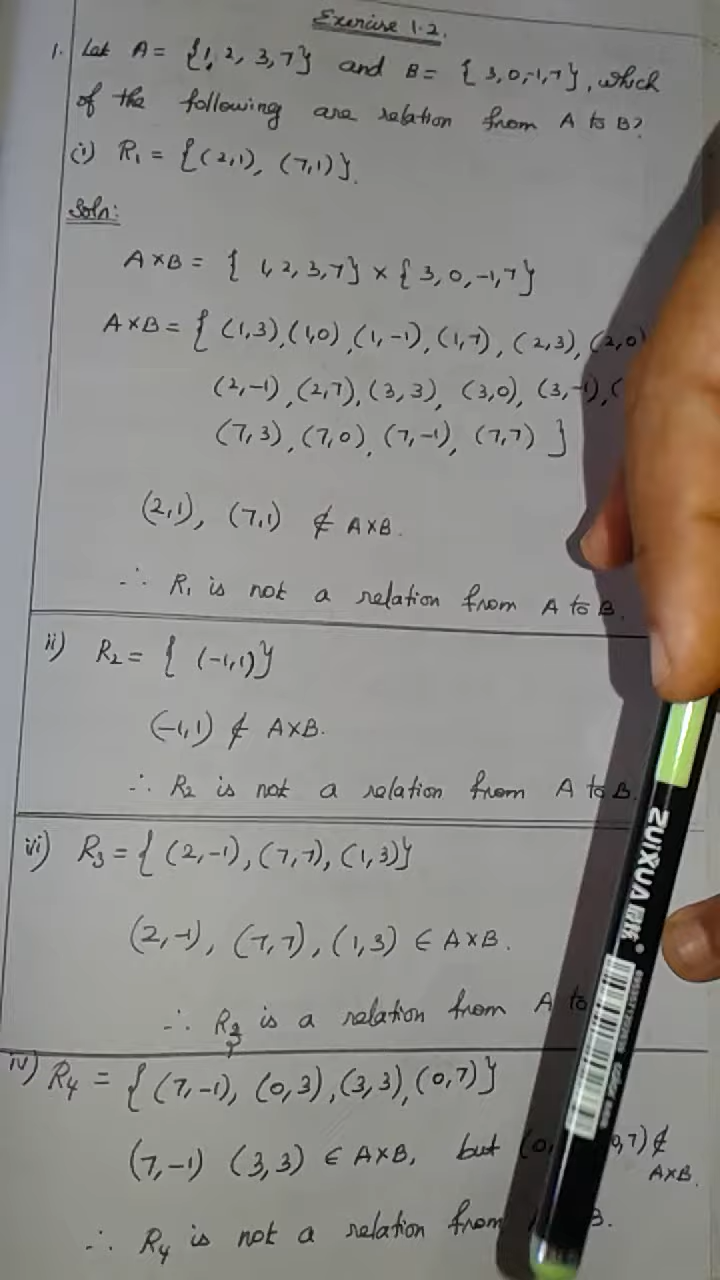 Exercise 1.2.
1. Let A = {1, 2, 3, 7} and B = {3, 0, -1, 7}, which
of the following are relation from A to B?
(i) R₁ = {(2,1), (7,1)}.
Soln:
A×B = { 1, 2, 3, 7} × { 3, 0, -1, 7}
A×B = { (1,3), (1,0), (1,-1), (1,7), (2,3), (2,0)
(2,-1), (2,7), (3,3), (3,0), (3,-1), (
(7,3), (7,0), (7,-1), (7,7) }
(2,1), (7,1) ∉ A×B.
∴ R₁ is not a relation from A to B.
ii) R₂ = { (-1,1)}
(-1,1) ∉ A×B.
∴ R₂ is not a relation from A to B.
iii) R₃ = { (2,-1), (7,7), (1,3)}
(2,-1), (7,7), (1,3) ∈ A×B.
∴ R₃ is a relation from A to
iv) R₄ = { (7,-1), (0,3), (3,3), (0,7)}
(7,-1) (3,3) ∈ A×B, but (0, 0,7) ∉
A×B.
∴ R₄ is not a relation from B.
ZUIXUA